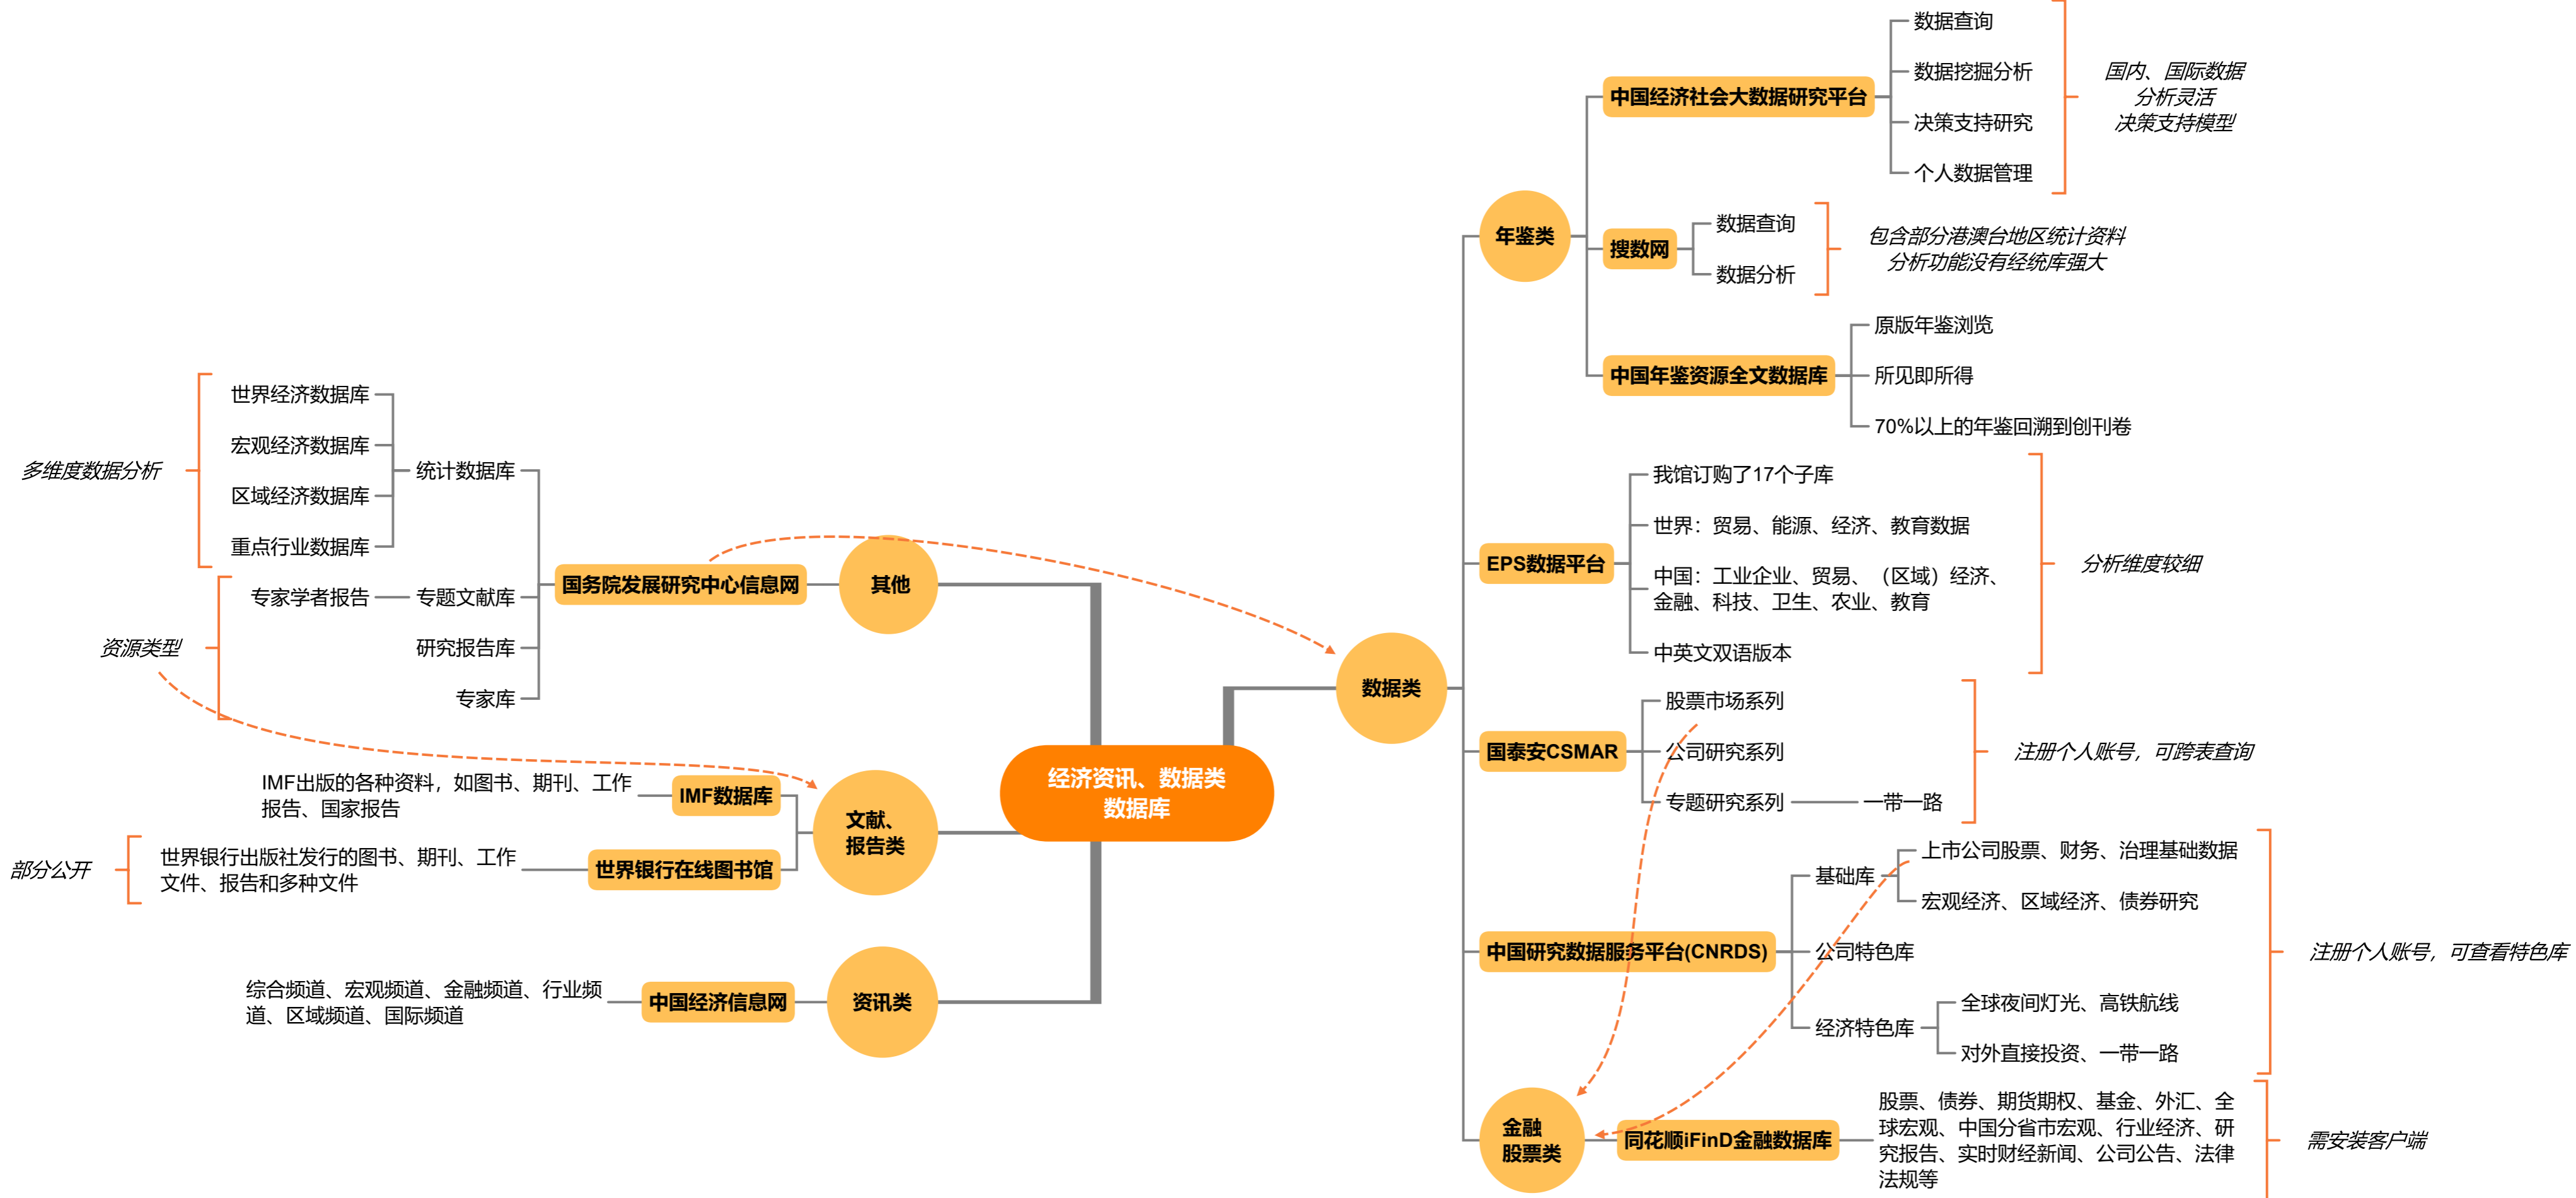 经济资讯、数据类
数据库
数据类
年鉴类
中国经济社会大数据研究平台
数据查询
数据挖掘分析
决策支持研究
个人数据管理
国内、国际数据
分析灵活
决策支持模型
搜数网
数据查询
数据分析
包含部分港澳台地区统计资料
分析功能没有经统库强大
中国年鉴资源全文数据库
原版年鉴浏览
所见即所得
70%以上的年鉴回溯到创刊卷
EPS数据平台
我馆订购了17个子库
世界：贸易、能源、经济、教育数据
中国：工业企业、贸易、（区域）经济、
金融、科技、卫生、农业、教育
中英文双语版本
分析维度较细
国泰安CSMAR
股票市场系列
公司研究系列
专题研究系列
一带一路
注册个人账号，可跨表查询
中国研究数据服务平台(CNRDS)
基础库
上市公司股票、财务、治理基础数据
宏观经济、区域经济、债券研究
公司特色库
经济特色库
全球夜间灯光、高铁航线
对外直接投资、一带一路
注册个人账号，可查看特色库
金融
股票类
同花顺iFinD金融数据库
股票、债券、期货期权、基金、外汇、全
球宏观、中国分省市宏观、行业经济、研
究报告、实时财经新闻、公司公告、法律
法规等
需安装客户端
其他
国务院发展研究中心信息网
统计数据库
世界经济数据库
宏观经济数据库
区域经济数据库
重点行业数据库
多维度数据分析
专题文献库
专家学者报告
研究报告库
专家库
资源类型
文献、
报告类
IMF数据库
IMF出版的各种资料，如图书、期刊、工作
报告、国家报告
世界银行在线图书馆
世界银行出版社发行的图书、期刊、工作
文件、报告和多种文件
部分公开
资讯类
中国经济信息网
综合频道、宏观频道、金融频道、行业频
道、区域频道、国际频道